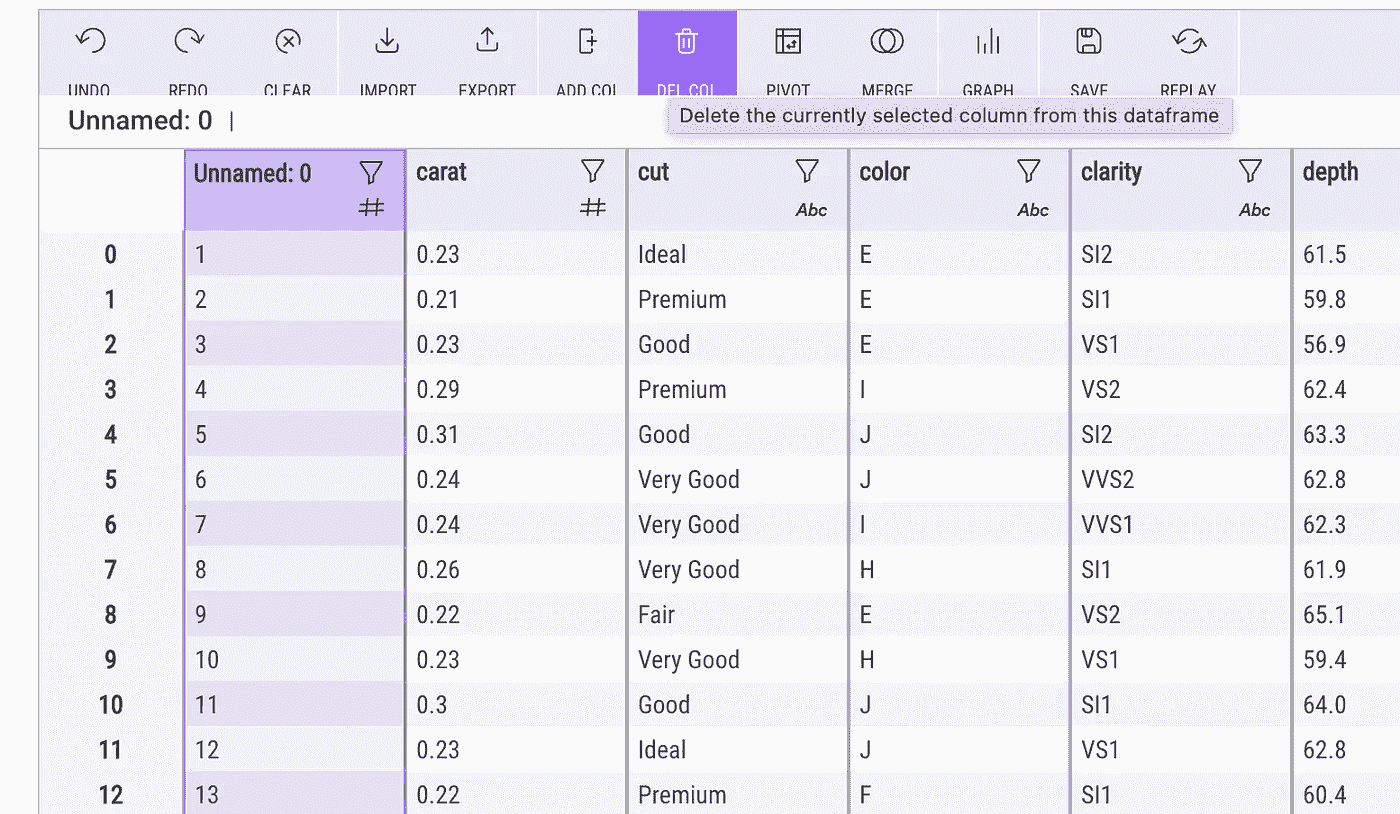 UNDO REDO CLEAR IMPORT EXPORT ADD COL DEL COL PIVOT MERGE GRAPH SAVE REPLAY
Unnamed: 0 |
Delete the currently selected column from this dataframe
Unnamed: 0 carat cut color clarity depth
# # Abc Abc Abc
0 1 0.23 Ideal E SI2 61.5
1 2 0.21 Premium E SI1 59.8
2 3 0.23 Good E VS1 56.9
3 4 0.29 Premium I VS2 62.4
4 5 0.31 Good J SI2 63.3
5 6 0.24 Very Good J VVS2 62.8
6 7 0.24 Very Good I VVS1 62.3
7 8 0.26 Very Good H SI1 61.9
8 9 0.22 Fair E VS2 65.1
9 10 0.23 Very Good H VS1 59.4
10 11 0.3 Good J SI1 64.0
11 12 0.23 Ideal J VS1 62.8
12 13 0.22 Premium F SI1 60.4